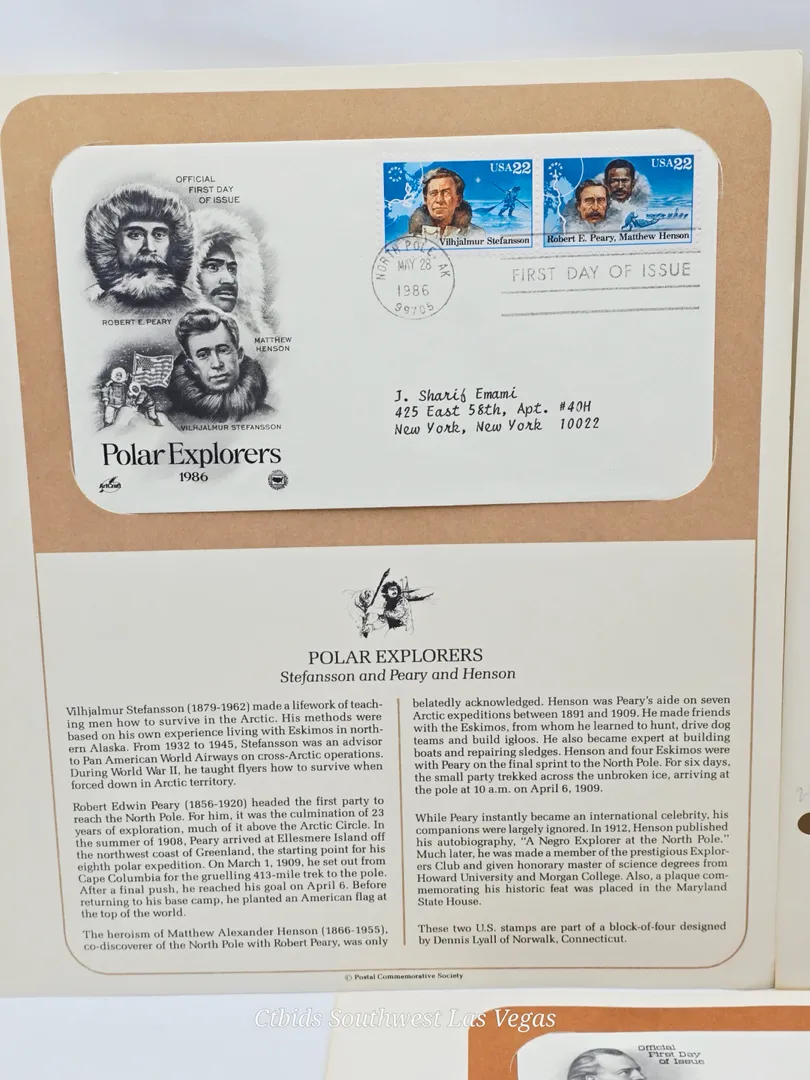 OFFICIAL
FIRST DAY
OF ISSUE
ROBERT E. PEARY
MATTHEW
HENSON
VILHJALMUR STEFANSSON
Polar Explorers
1986
ArtCraft
USA22
Vilhjalmur Stefansson
USA22
Robert E. Peary, Matthew Henson
NORTH POLE, AK
MAY 28
1986
99705
FIRST DAY OF ISSUE
J. Sharif Emami
425 East 58th, Apt. #40H
New York, New York 10022
POLAR EXPLORERS
Stefansson and Peary and Henson
Vilhjalmur Stefansson (1879-1962) made a lifework of teach-
ing men how to survive in the Arctic. His methods were
based on his own experience living with Eskimos in north-
ern Alaska. From 1932 to 1945, Stefansson was an advisor
to Pan American World Airways on cross-Arctic operations.
During World War II, he taught flyers how to survive when
forced down in Arctic territory.
Robert Edwin Peary (1856-1920) headed the first party to
reach the North Pole. For him, it was the culmination of 23
years of exploration, much of it above the Arctic Circle. In
the summer of 1908, Peary arrived at Ellesmere Island off
the northwest coast of Greenland, the starting point for his
eighth polar expedition. On March 1, 1909, he set out from
Cape Columbia for the gruelling 413-mile trek to the pole.
After a final push, he reached his goal on April 6. Before
returning to his base camp, he planted an American flag at
the top of the world.
The heroism of Matthew Alexander Henson (1866-1955),
co-discoverer of the North Pole with Robert Peary, was only
belatedly acknowledged. Henson was Peary's aide on seven
Arctic expeditions between 1891 and 1909. He made friends
with the Eskimos, from whom he learned to hunt, drive dog
teams and build igloos. He also became expert at building
boats and repairing sledges. Henson and four Eskimos were
with Peary on the final sprint to the North Pole. For six days,
the small party trekked across the unbroken ice, arriving at
the pole at 10 a.m. on April 6, 1909.
While Peary instantly became an international celebrity, his
companions were largely ignored. In 1912, Henson published
his autobiography, "A Negro Explorer at the North Pole."
Much later, he was made a member of the prestigious Explor-
ers Club and given honorary master of science degrees from
Howard University and Morgan College. Also, a plaque com-
memorating his historic feat was placed in the Maryland
State House.
These two U.S. stamps are part of a block-of-four designed
by Dennis Lyall of Norwalk, Connecticut.
© Postal Commemorative Society
Ctbids Southwest Las Vegas
Official
First Day
of Issue